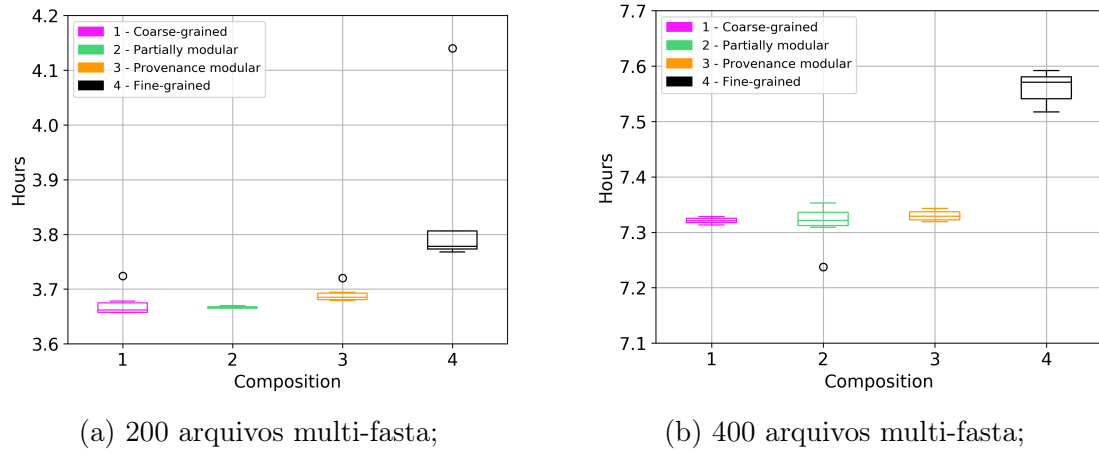 4.2
4.1
4.0
3.9
3.8
3.7
3.6
Hours
1 - Coarse-grained
2 - Partially modular
3 - Provenance modular
4 - Fine-grained
1 2 3 4
Composition
(a) 200 arquivos multi-fasta;
7.7
7.6
7.5
7.4
7.3
7.2
7.1
Hours
1 - Coarse-grained
2 - Partially modular
3 - Provenance modular
4 - Fine-grained
1 2 3 4
Composition
(b) 400 arquivos multi-fasta;